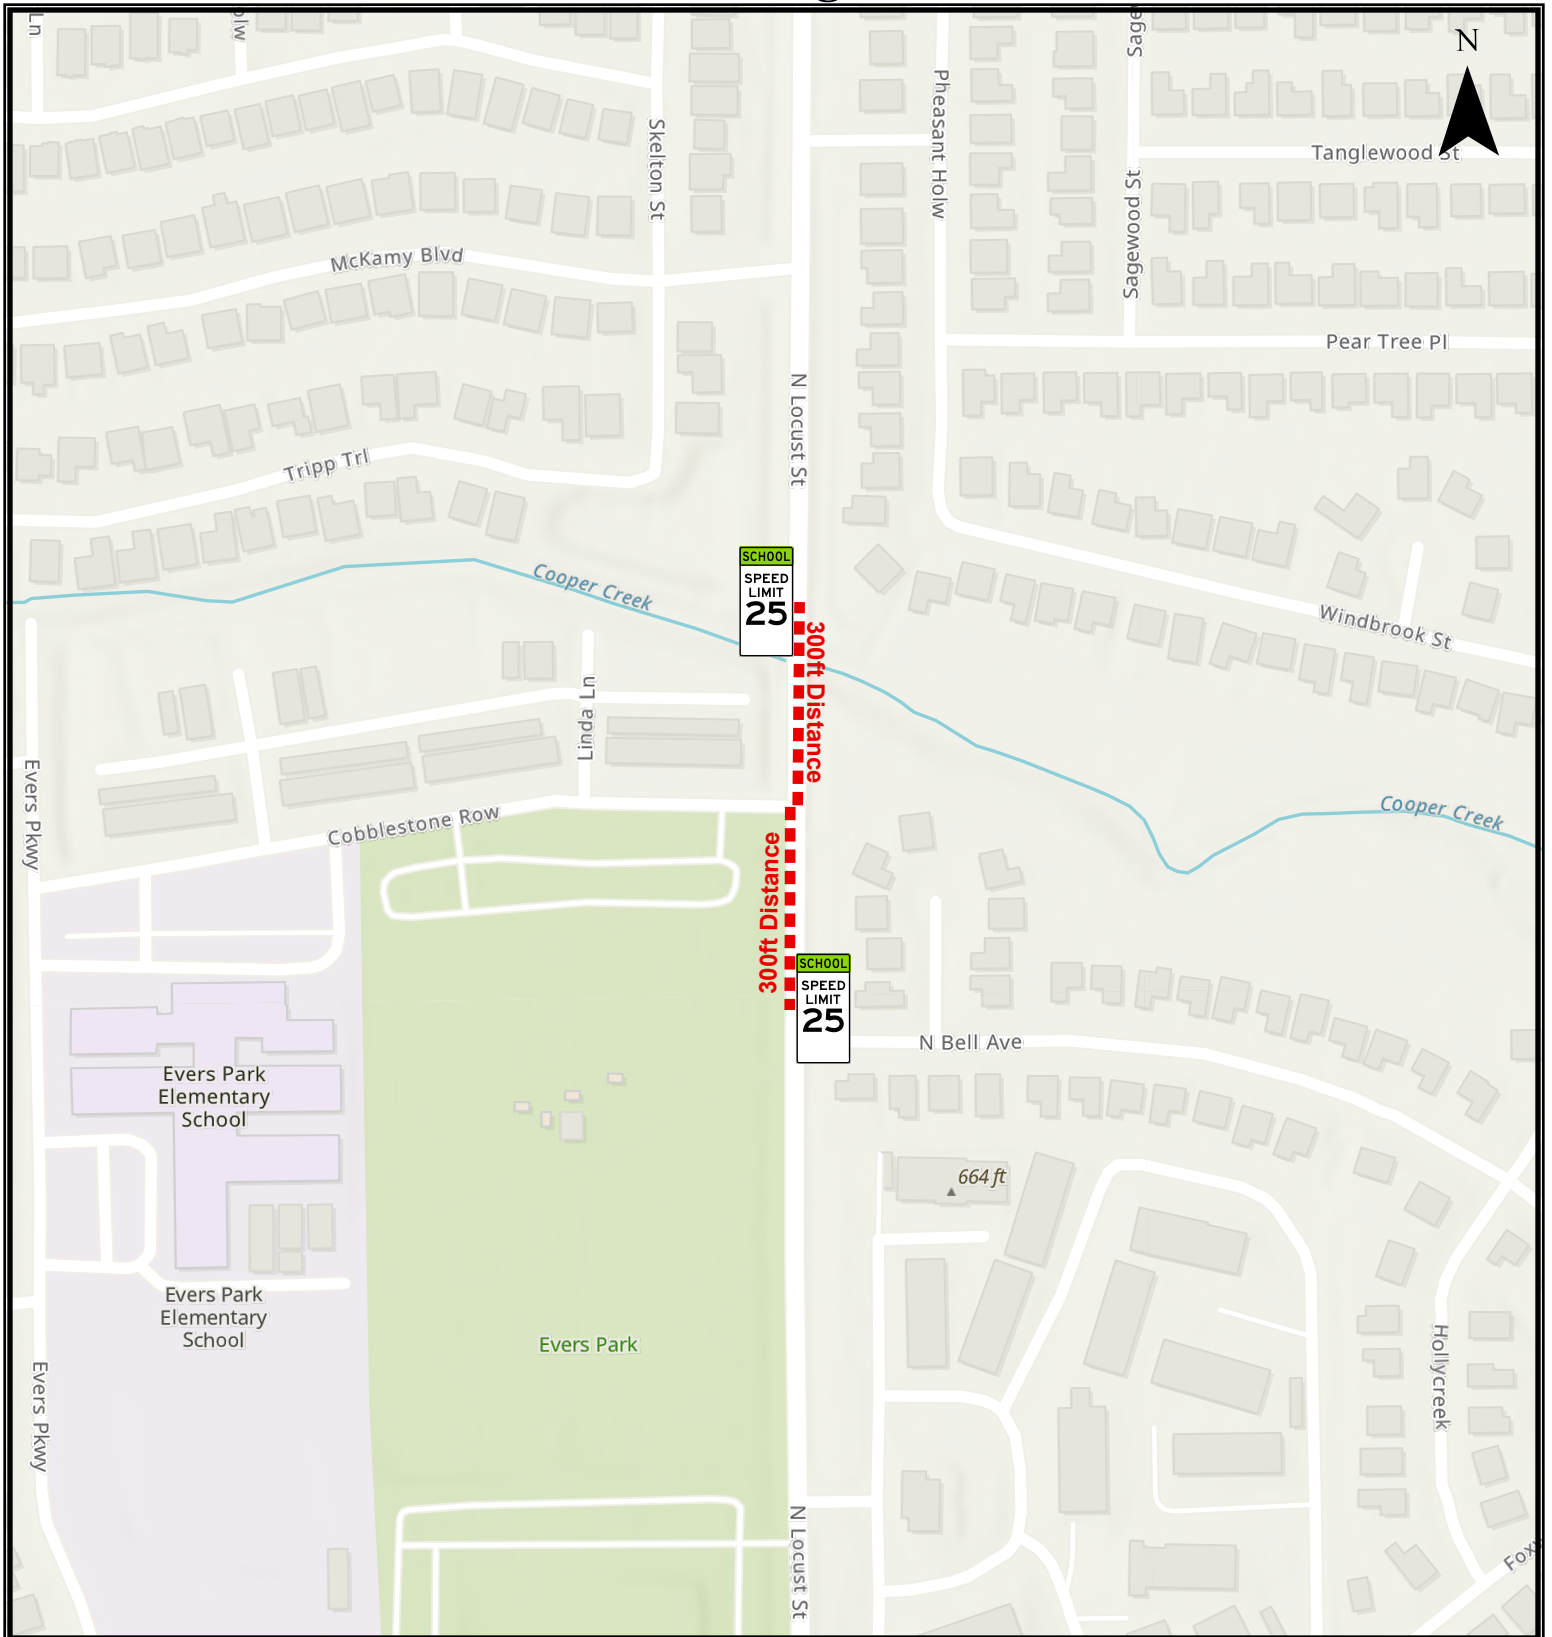 Ln
olw
Sage
N
Skelton St
Pheasant Holw
Tanglewood St
Sagewood St
McKamy Blvd
Pear Tree Pl
N Locust St
Tripp Trl
SCHOOL
SPEED
LIMIT
25
Cooper Creek
300ft Distance
Windbrook St
Linda Ln
Evers Pkwy
Cobblestone Row
Cooper Creek
300ft Distance
SCHOOL
SPEED
LIMIT
25
N Bell Ave
Evers Park
Elementary
School
664 ft
Evers Park
Elementary
School
Evers Park
Hollycreek
Evers Pkwy
N Locust St